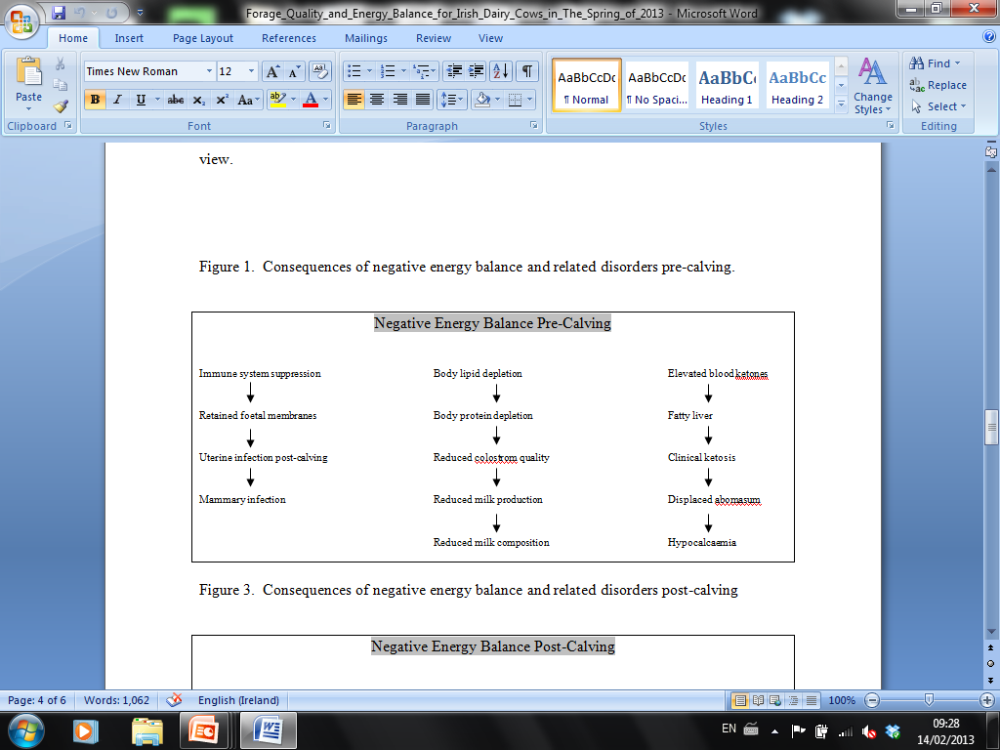 Forage_Quality_and_Energy_Balance_for_Irish_Dairy_Cows_in_The_Spring_of_2013 - Microsoft Word
Home Insert Page Layout References Mailings Review View
Paste
Clipboard
Times New Roman 12
B I U abc x₂ x² Aa ab A
Font
Paragraph
AaBbCcDc AaBbCcDc AaBbC AaBbCc
¶ Normal ¶ No Spaci... Heading 1 Heading 2
Change Styles
Styles
Find
Replace
Select
Editing
view.
Figure 1. Consequences of negative energy balance and related disorders pre-calving.
Negative Energy Balance Pre-Calving
Immune system suppression Body lipid depletion Elevated blood ketones
Retained foetal membranes Body protein depletion Fatty liver
Uterine infection post-calving Reduced colostrom quality Clinical ketosis
Mammary infection Reduced milk production Displaced abomasum
Reduced milk composition Hypocalcaemia
Figure 3. Consequences of negative energy balance and related disorders post-calving
Negative Energy Balance Post-Calving
Page: 4 of 6 Words: 1,062 English (Ireland) 100%
EN 09:28
14/02/2013